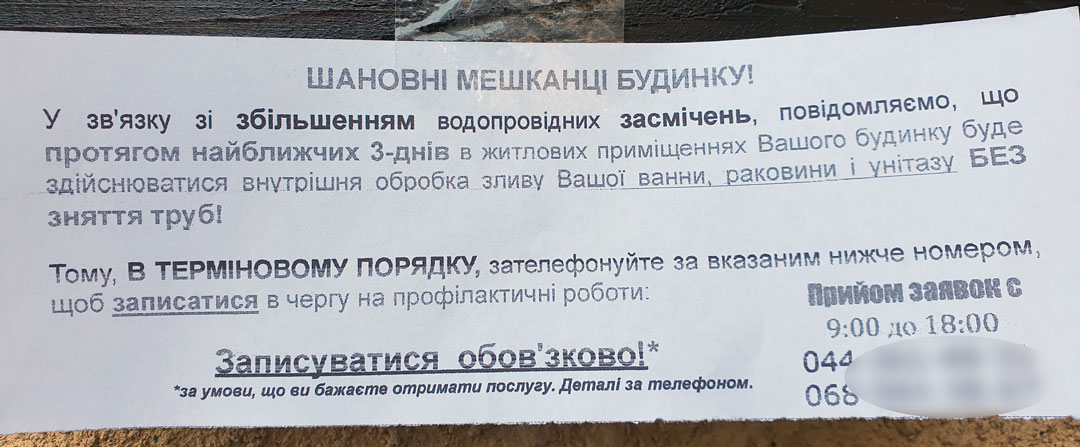 ШАНОВНІ МЕШКАНЦІ БУДИНКУ!
У зв'язку зі збільшенням водопровідних засмічень, повідомляємо, що
протягом найближчих 3-днів в житлових приміщеннях Вашого будинку буде
здійснюватися внутрішня обробка зливу Вашої ванни, раковини і унітазу БЕЗ
зняття труб!
Тому, В ТЕРМІНОВОМУ ПОРЯДКУ, зателефонуйте за вказаним нижче номером,
щоб записатися в чергу на профілактичні роботи:
Прийом заявок с
9:00 до 18:00
044
068
Записуватися обов'язково!*
*за умови, що ви бажаєте отримати послугу. Деталі за телефоном.